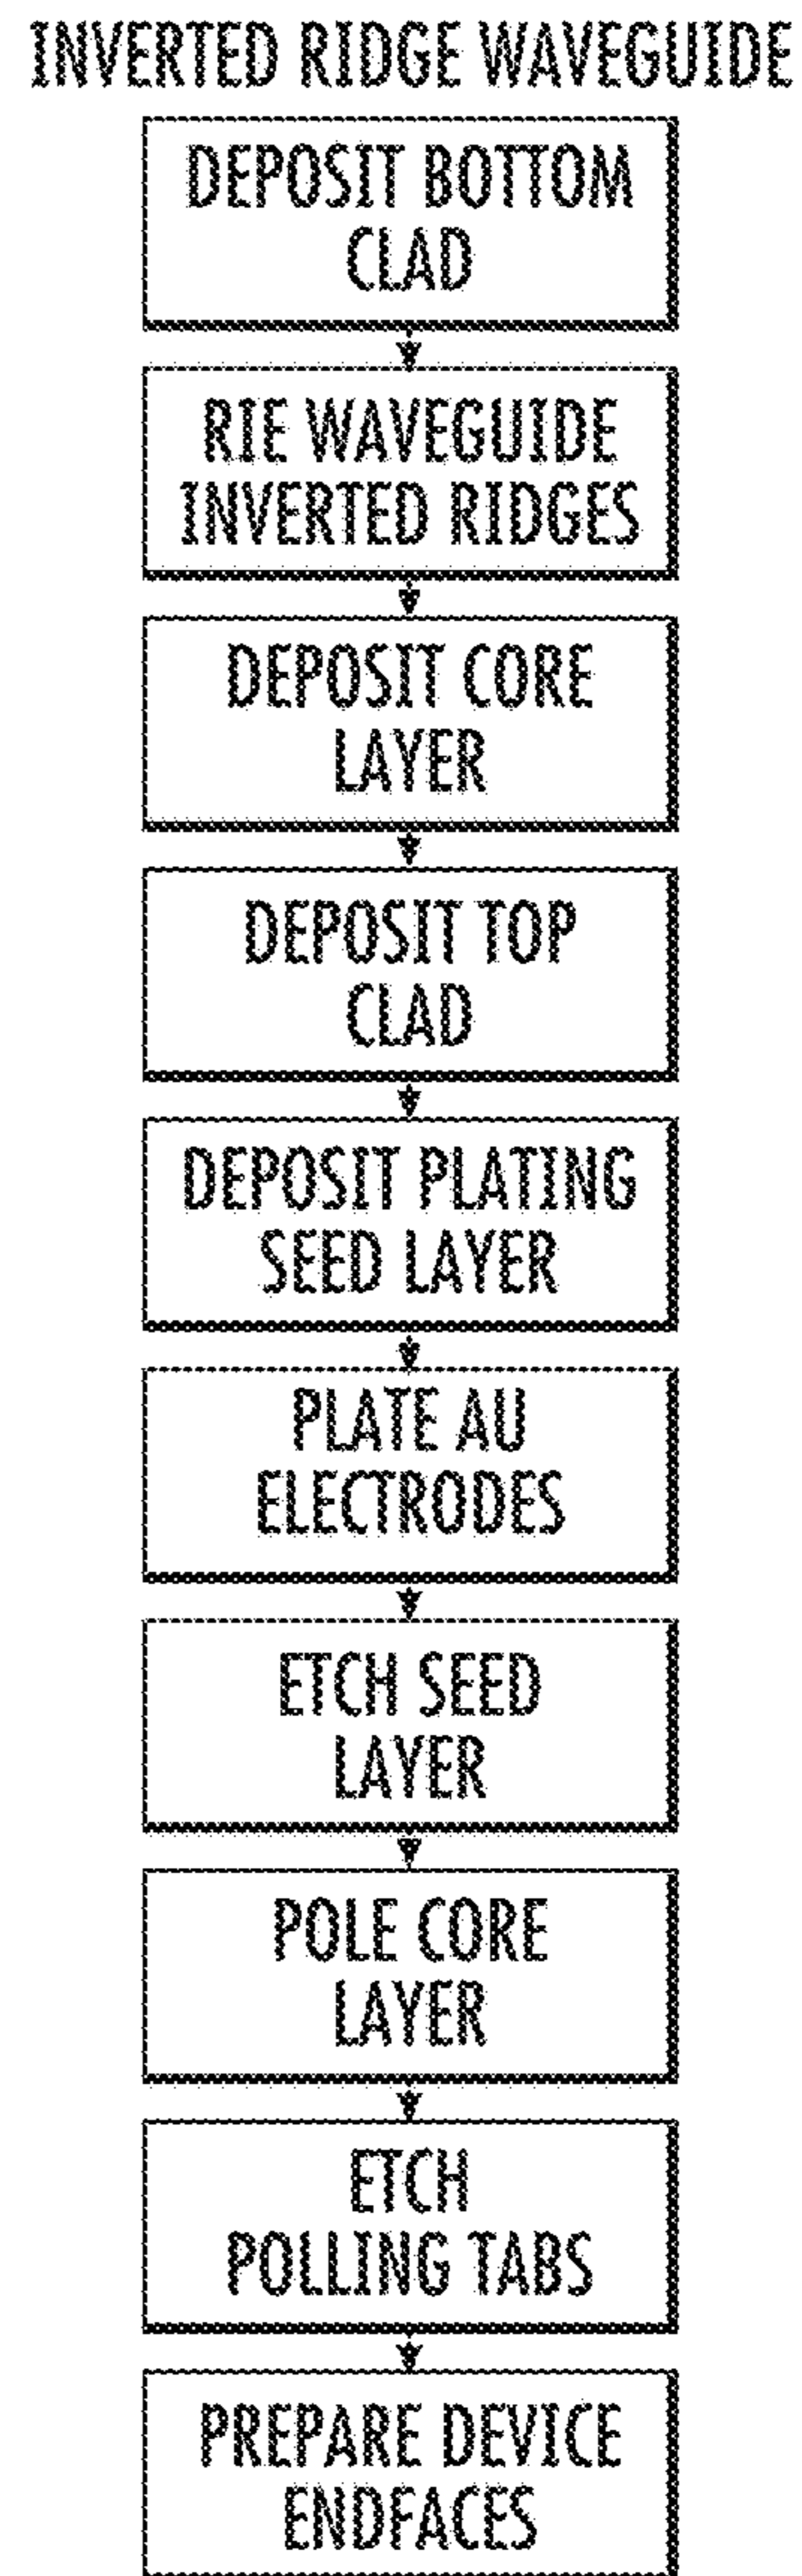 INVERTED RIDGE WAVEGUIDE
DEPOSIT BOTTOM
CLAD
RIE WAVEGUIDE
INVERTED RIDGES
DEPOSIT CORE
LAYER
DEPOSIT TOP
CLAD
DEPOSIT PLATING
SEED LAYER
PLATE AU
ELECTRODES
ETCH SEED
LAYER
POLE CORE
LAYER
ETCH
POLLING TABS
PREPARE DEVICE
ENDFACES